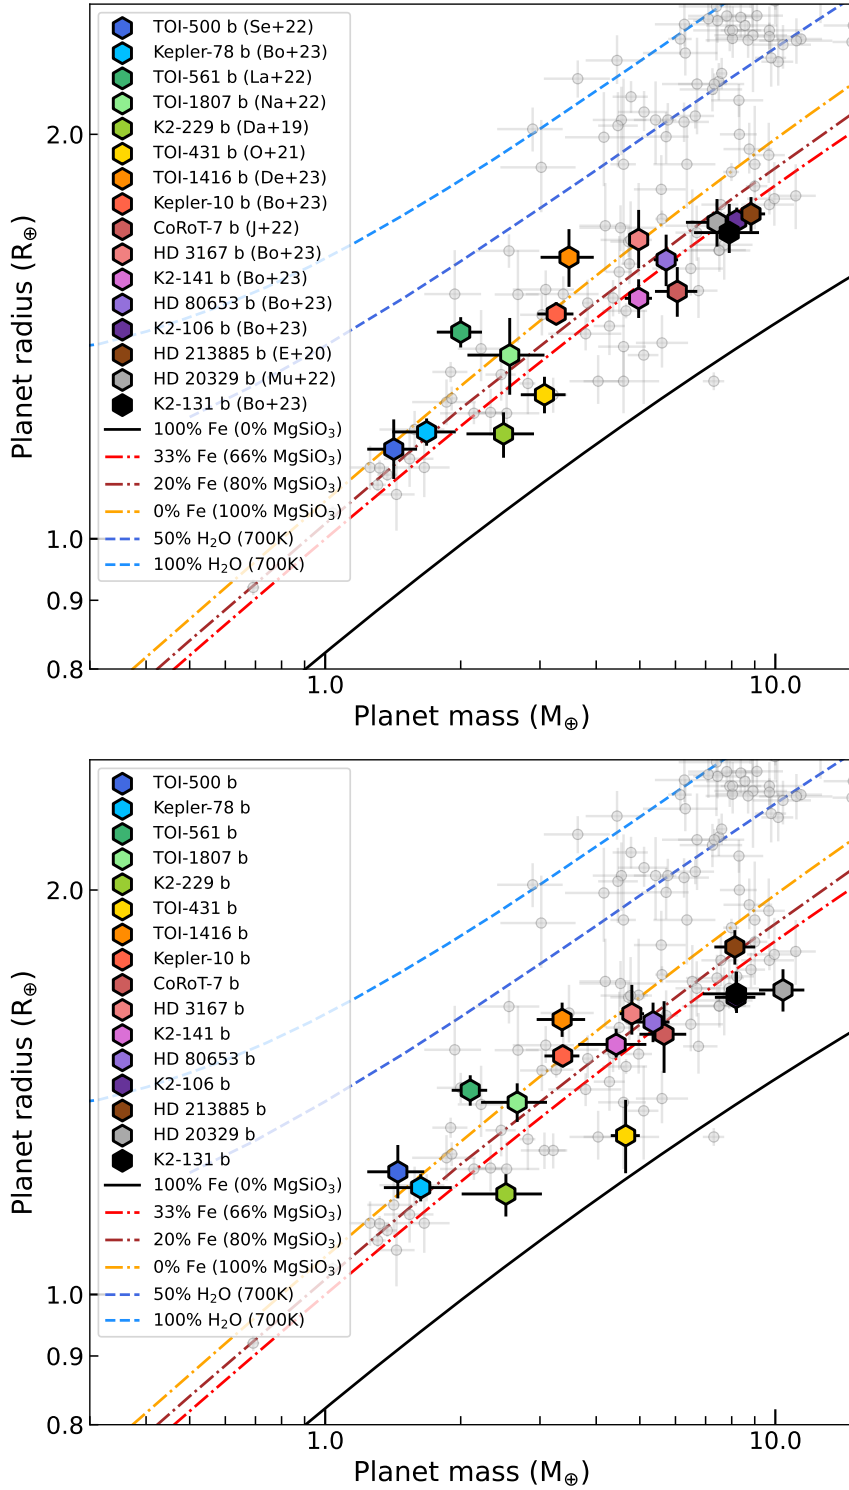 TOI-500 b (Se+22)
Kepler-78 b (Bo+23)
TOI-561 b (La+22)
TOI-1807 b (Na+22)
K2-229 b (Da+19)
TOI-431 b (O+21)
TOI-1416 b (De+23)
Kepler-10 b (Bo+23)
CoRoT-7 b (J+22)
HD 3167 b (Bo+23)
K2-141 b (Bo+23)
HD 80653 b (Bo+23)
K2-106 b (Bo+23)
HD 213885 b (E+20)
HD 20329 b (Mu+22)
K2-131 b (Bo+23)
100% Fe (0% MgSiO₃)
33% Fe (66% MgSiO₃)
20% Fe (80% MgSiO₃)
0% Fe (100% MgSiO₃)
50% H₂O (700K)
100% H₂O (700K)
Planet radius (R⊕)
2.0
1.0
0.9
0.8
1.0
10.0
Planet mass (M⊕)
TOI-500 b
Kepler-78 b
TOI-561 b
TOI-1807 b
K2-229 b
TOI-431 b
TOI-1416 b
Kepler-10 b
CoRoT-7 b
HD 3167 b
K2-141 b
HD 80653 b
K2-106 b
HD 213885 b
HD 20329 b
K2-131 b
100% Fe (0% MgSiO₃)
33% Fe (66% MgSiO₃)
20% Fe (80% MgSiO₃)
0% Fe (100% MgSiO₃)
50% H₂O (700K)
100% H₂O (700K)
Planet radius (R⊕)
2.0
1.0
0.9
0.8
1.0
10.0
Planet mass (M⊕)